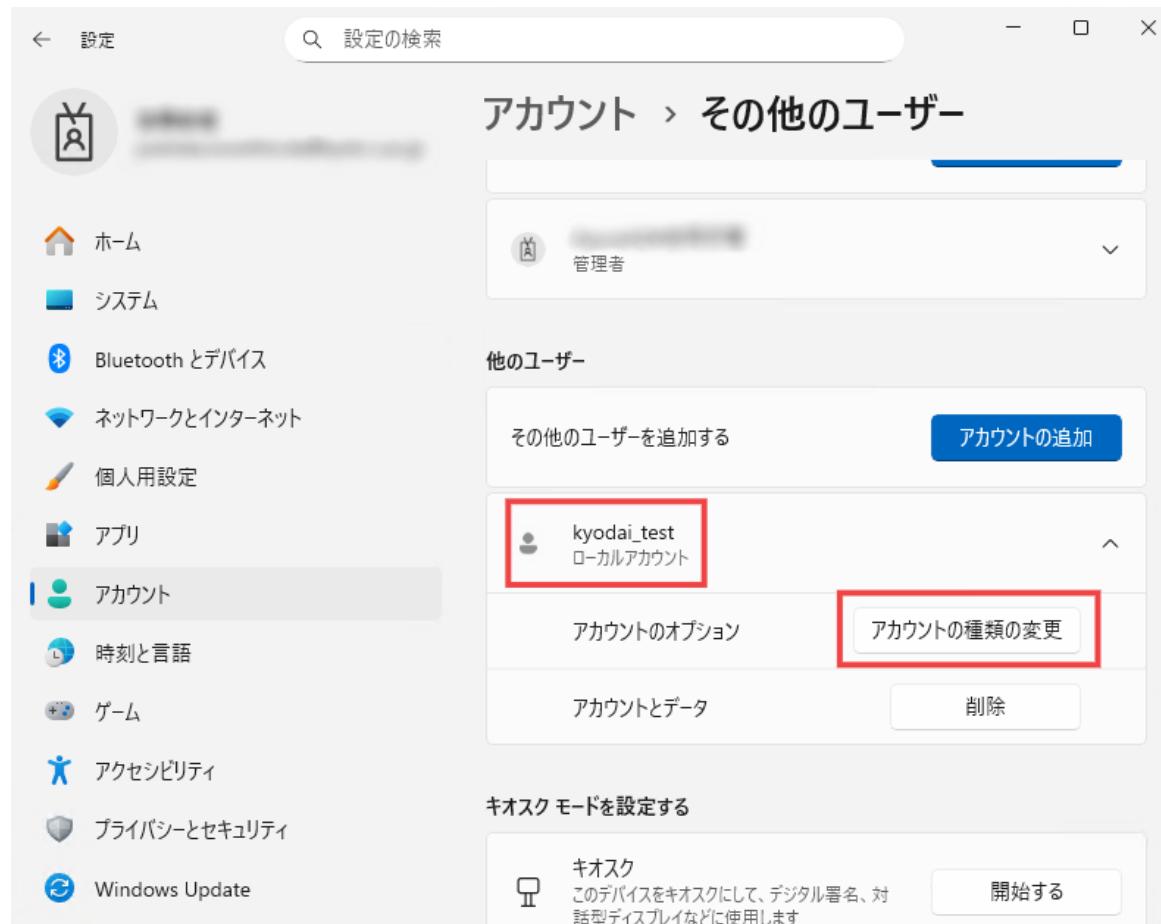 設定
設定の検索
アカウント › その他のユーザー
管理者
ホーム
システム
Bluetooth とデバイス
ネットワークとインターネット
個人用設定
アプリ
アカウント
時刻と言語
ゲーム
アクセシビリティ
プライバシーとセキュリティ
Windows Update
他のユーザー
その他のユーザーを追加する
アカウントの追加
kyodai_test
ローカルアカウント
アカウントのオプション
アカウントの種類の変更
アカウントとデータ
削除
キオスク モードを設定する
キオスク
このデバイスをキオスクにして、デジタル署名、対
話型ディスプレイなどに使用します
開始する